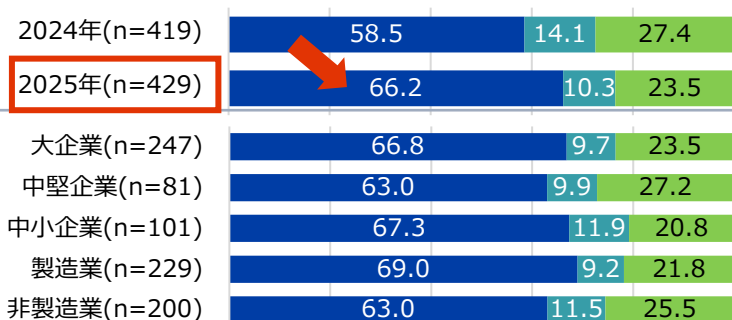 2024年(n=419) 58.5 14.1 27.4
2025年(n=429) 66.2 10.3 23.5
大企業(n=247) 66.8 9.7 23.5
中堅企業(n=81) 63.0 9.9 27.2
中小企業(n=101) 67.3 11.9 20.8
製造業(n=229) 69.0 9.2 21.8
非製造業(n=200) 63.0 11.5 25.5